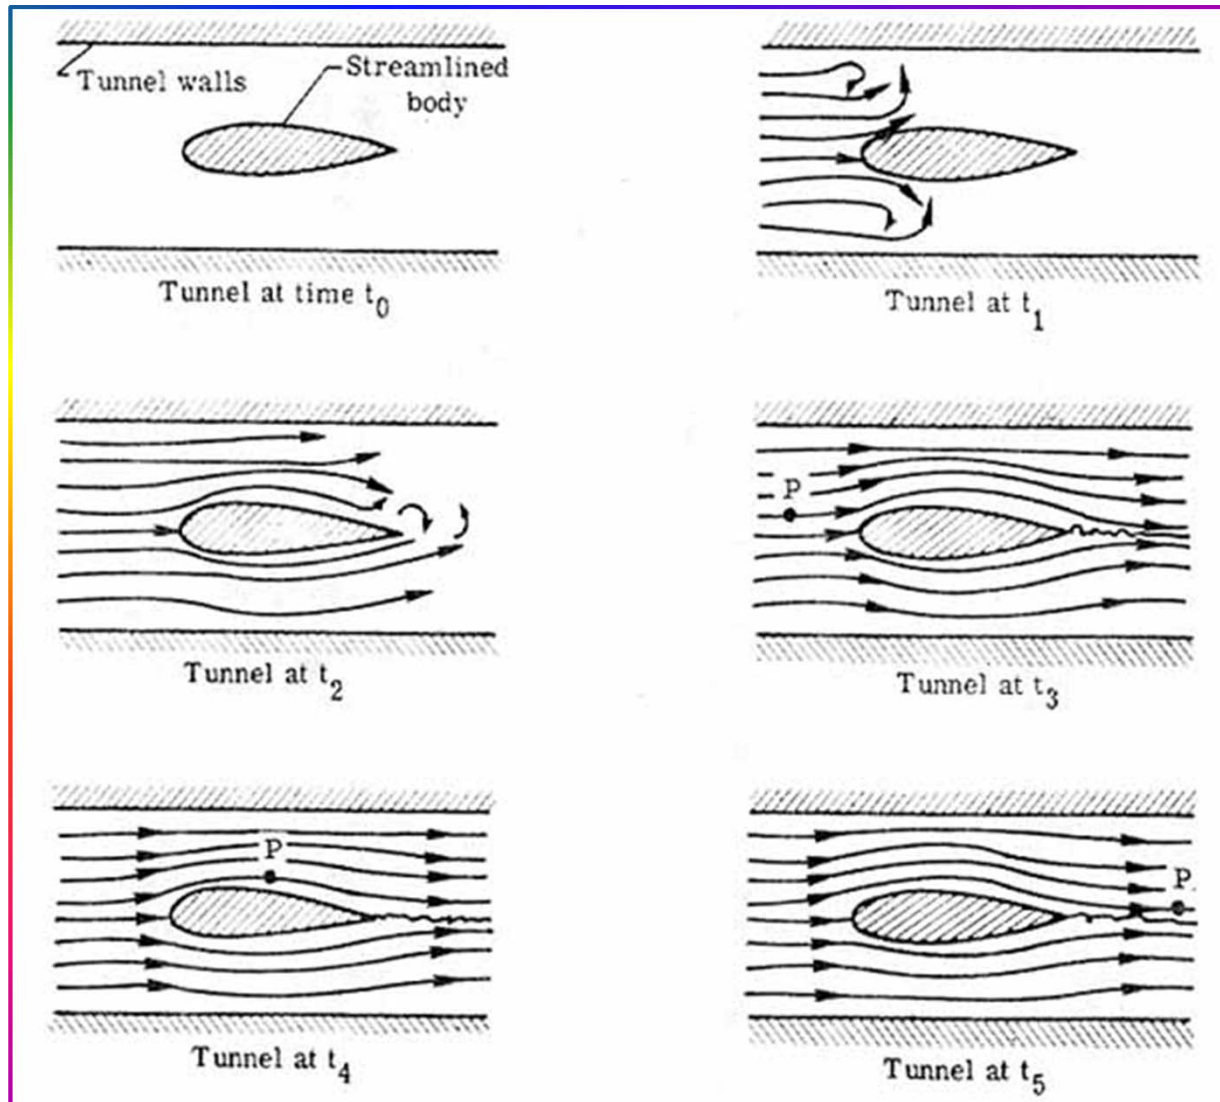 Tunnel walls
Streamlined
body
Tunnel at time t₀
Tunnel at t₁
Tunnel at t₂
P
Tunnel at t₃
P
Tunnel at t₄
P
Tunnel at t₅